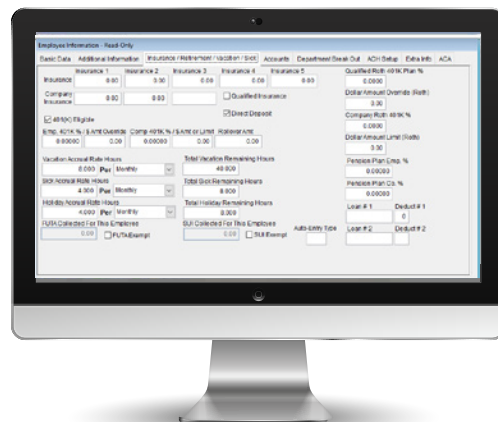 Employee Information - Read-Only
Basic Data Additional Information Insurance / Retirement / Vacation / Sick Accounts Department Break Out ACH Setup Extra Info ACA
Insurance 1 Insurance 2 Insurance 3 Insurance 4 Insurance 5 Qualified Roth 401K Plan %
Insurance 0.00 0.00 0.00 0.00 0.00 0.0000
Company Insurance 0.00 0.00 Qualified Insurance Dollar Amount Override (Roth)
0.00
401(K) Eligible Direct Deposit Company Roth 401K %
0.0000
Emp. 401K % / $ Amt Override Comp 401K % / $ Amt or Limit Rollover Amt Dollar Amount Limit (Roth)
0.00000 0.00 0.00000 0.00 0.00
Vacation Accrual Rate Hours Total Vacation Remaining Hours Pension Plan Emp. %
8.000 Per Monthly 40.000 0.00000
Sick Accrual Rate Hours Total Sick Remaining Hours Pension Plan Co. %
4.000 Per Monthly 8.000 0.00000
Holiday Accrual Rate Hours Total Holiday Remaining Hours Loan # 1 Deduct # 1
4.000 Per Monthly 8.000 0
FUTA Collected For This Employee SUI Collected For This Employee Auto-Entry Type Loan # 2 Deduct # 2
0.00 FUTA Exempt 0.00 SUI Exempt